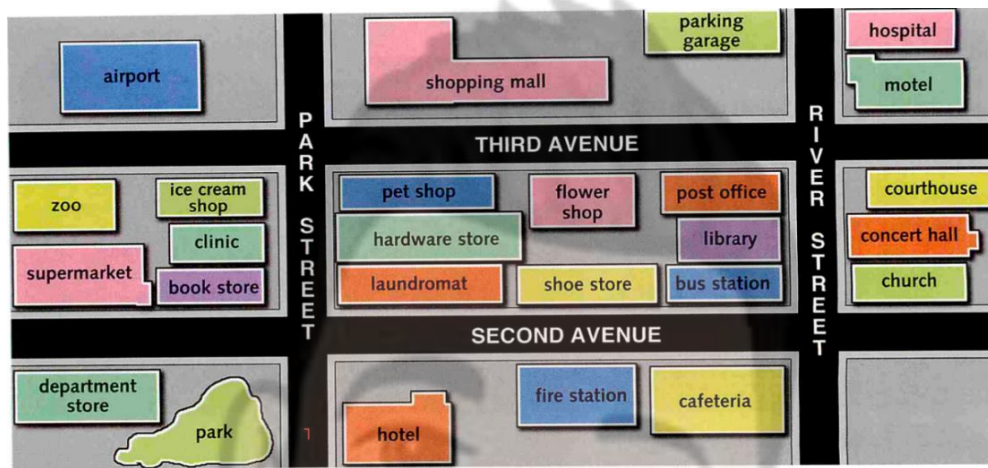 airport
shopping mall
parking
garage
hospital
motel
PARK STREET
THIRD AVENUE
RIVER STREET
zoo
ice cream
shop
clinic
supermarket
book store
pet shop
flower
shop
post office
hardware store
library
laundromat
shoe store
bus station
courthouse
concert hall
church
SECOND AVENUE
department
store
park
hotel
fire station
cafeteria